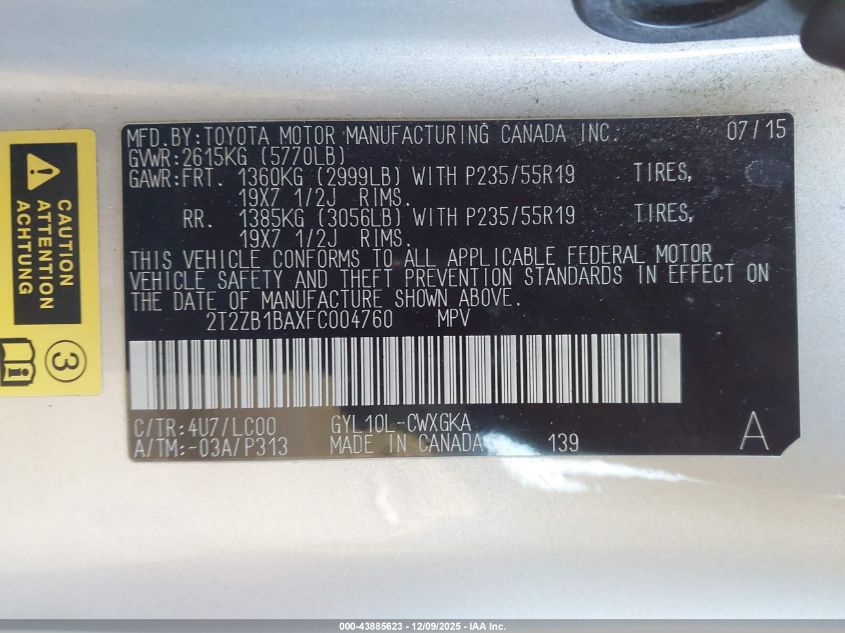 MFD.BY:TOYOTA MOTOR MANUFACTURING CANADA INC. 07/15
GVWR:2615KG (5770LB)
GAWR:FRT. 1360KG (2999LB) WITH P235/55R19 TIRES,
19X7 1/2J RIMS.
RR. 1385KG (3056LB) WITH P235/55R19 TIRES,
19X7 1/2J RIMS.
THIS VEHICLE CONFORMS TO ALL APPLICABLE FEDERAL MOTOR
VEHICLE SAFETY AND THEFT PREVENTION STANDARDS IN EFFECT ON
THE DATE OF MANUFACTURE SHOWN ABOVE.
2T2ZB1BAXFC004760 MPV
C/TR:4U7/LC00 GYL10L-CWXGKA
A/TM:-03A/P313 MADE IN CANADA 139 A
CAUTION
ATTENTION
ACHTUNG
3
000-43885623 - 12/09/2025 - IAA Inc.